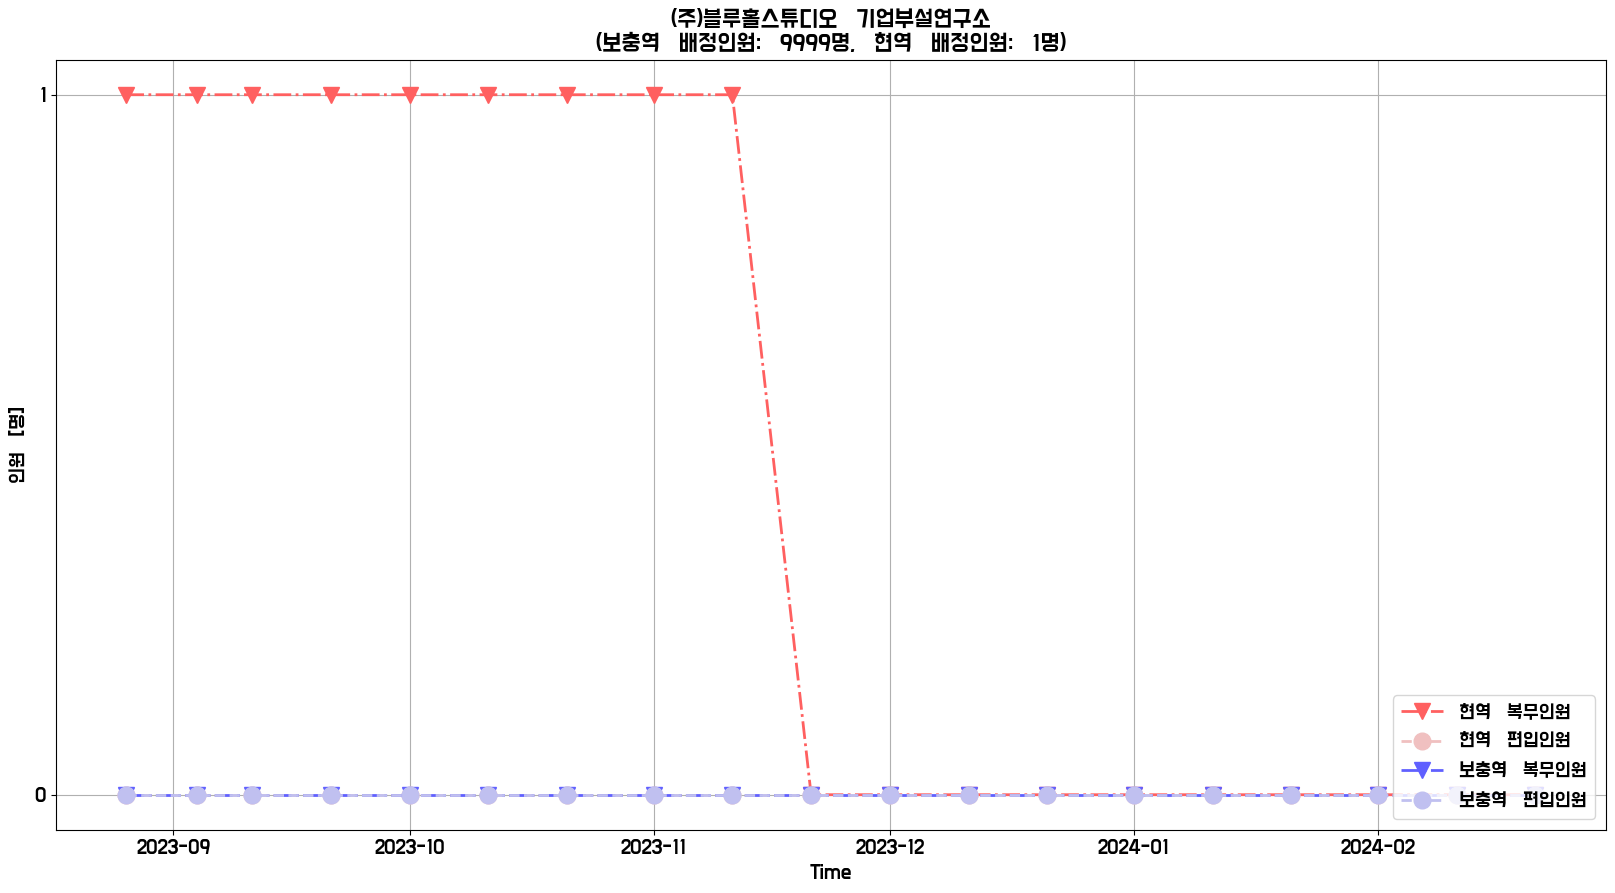 (주)블루홀스튜디오 기업부설연구소
(보충역 배정인원: 9999명, 현역 배정인원: 1명)
1
0
인원 [명]
2023-09 2023-10 2023-11 2023-12 2024-01 2024-02
Time
현역 복무인원
현역 편입인원
보충역 복무인원
보충역 편입인원